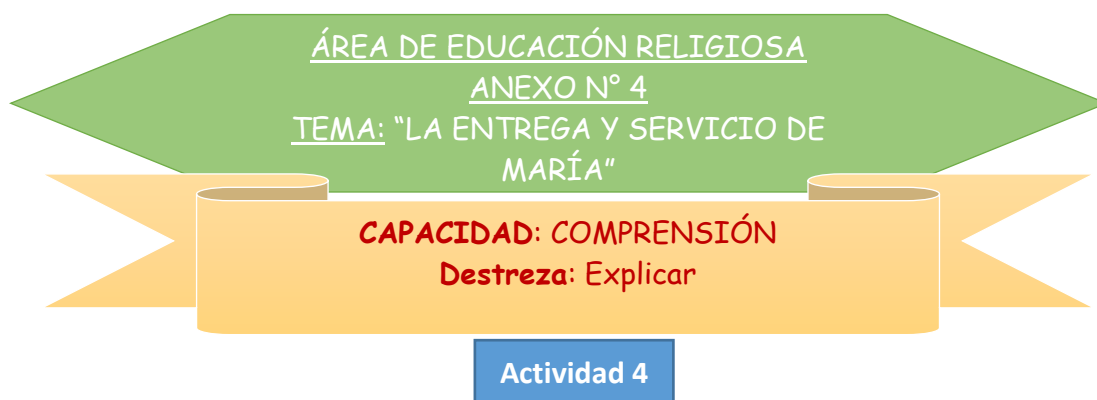 ÁREA DE EDUCACIÓN RELIGIOSA
ANEXO N° 4
TEMA: “LA ENTREGA Y SERVICIO DE
MARÍA”
CAPACIDAD: COMPRENSIÓN
Destreza: Explicar
Actividad 4